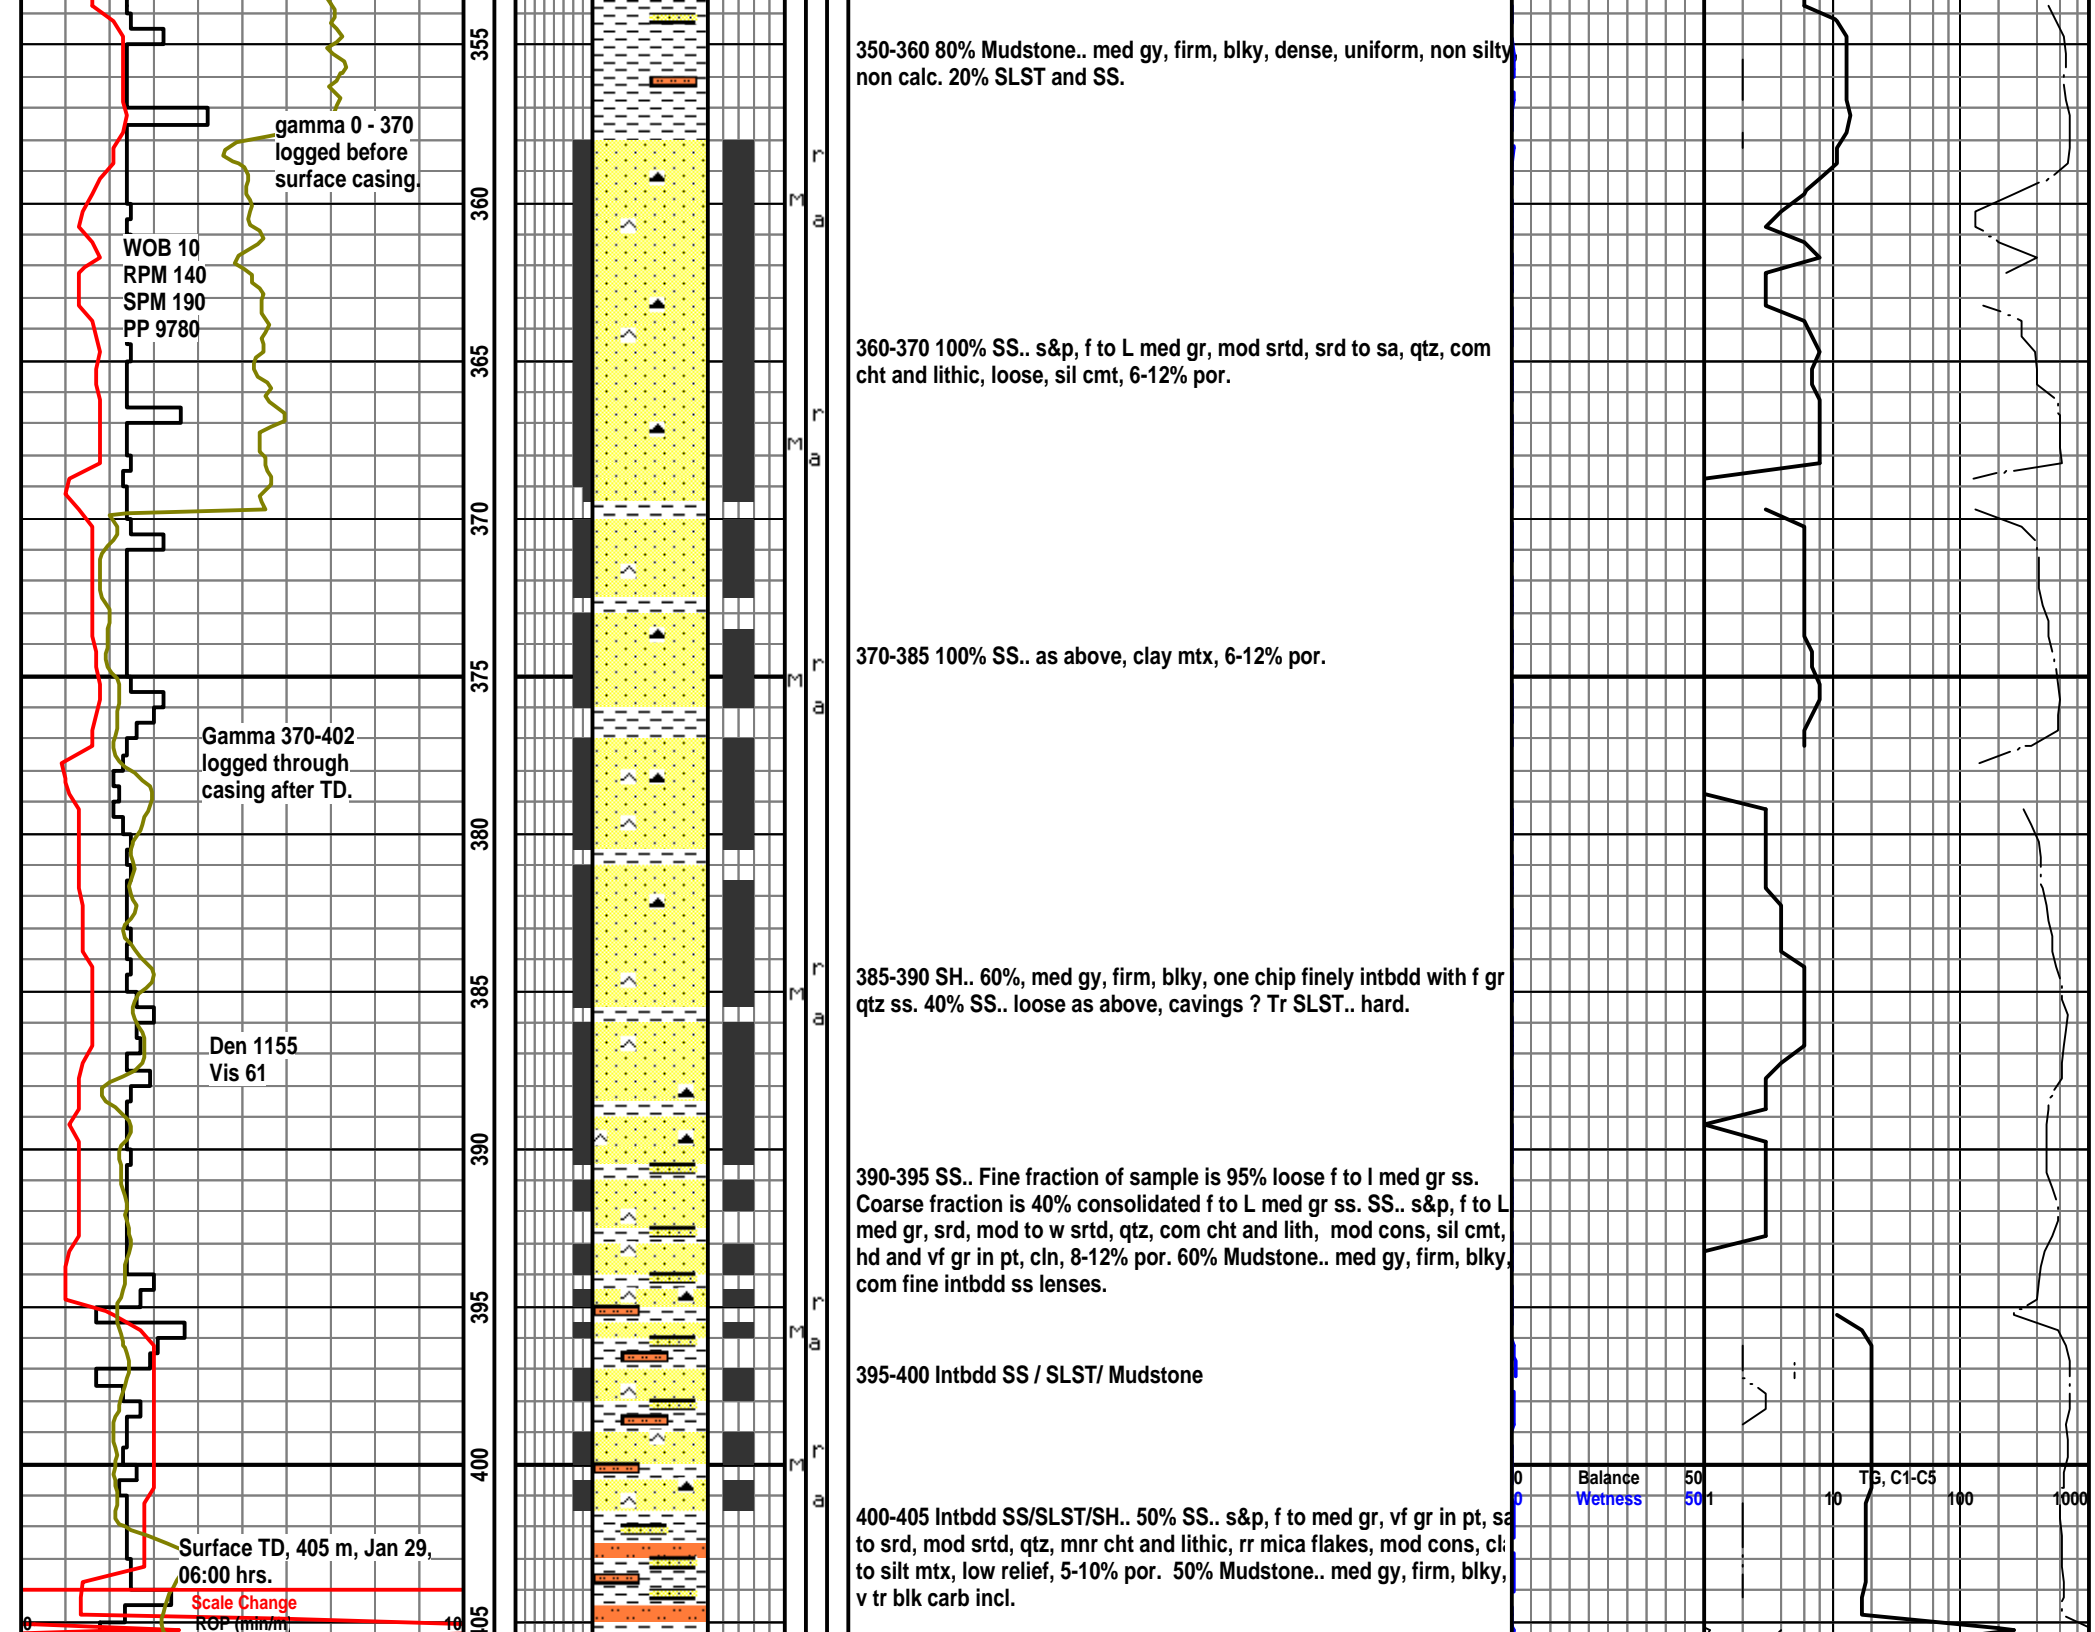 355
350-360 80% Mudstone.. med gy, firm, blky, dense, uniform, non silty
non calc. 20% SLST and SS.
gamma 0 - 370
logged before
surface casing.
r
M
a
360
WOB 10
RPM 140
SPM 190
PP 9780
365
360-370 100% SS.. s&p, f to L med gr, mod srtd, srd to sa, qtz, com
cht and lithic, loose, sil cmt, 6-12% por.
r
M
a
370
370-385 100% SS.. as above, clay mtx, 6-12% por.
r
M
a
375
Gamma 370-402
logged through
casing after TD.
380
385-390 SH.. 60%, med gy, firm, blky, one chip finely intbdd with f gr
qtz ss. 40% SS.. loose as above, cavings ? Tr SLST.. hard.
r
M
a
385
Den 1155
Vis 61
390
390-395 SS.. Fine fraction of sample is 95% loose f to l med gr ss.
Coarse fraction is 40% consolidated f to L med gr ss. SS.. s&p, f to L
med gr, srd, mod to w srtd, qtz, com cht and lith, mod cons, sil cmt,
hd and vf gr in pt, cln, 8-12% por. 60% Mudstone.. med gy, firm, blky,
com fine intbdd ss lenses.
395
r
M
a
395-400 Intbdd SS / SLST/ Mudstone
400
r
M
a
0 Balance 50 TG, C1-C5
0 Wetness 50 1 10 100 1000
400-405 Intbdd SS/SLST/SH.. 50% SS.. s&p, f to med gr, vf gr in pt, sa
to srd, mod srtd, qtz, mnr cht and lithic, rr mica flakes, mod cons,
to silt mtx, low relief, 5-10% por. 50% Mudstone.. med gy, firm, blky,
v tr blk carb incl.
Surface TD, 405 m, Jan 29,
06:00 hrs.
Scale Change
0 ROP (min/m) 10
405